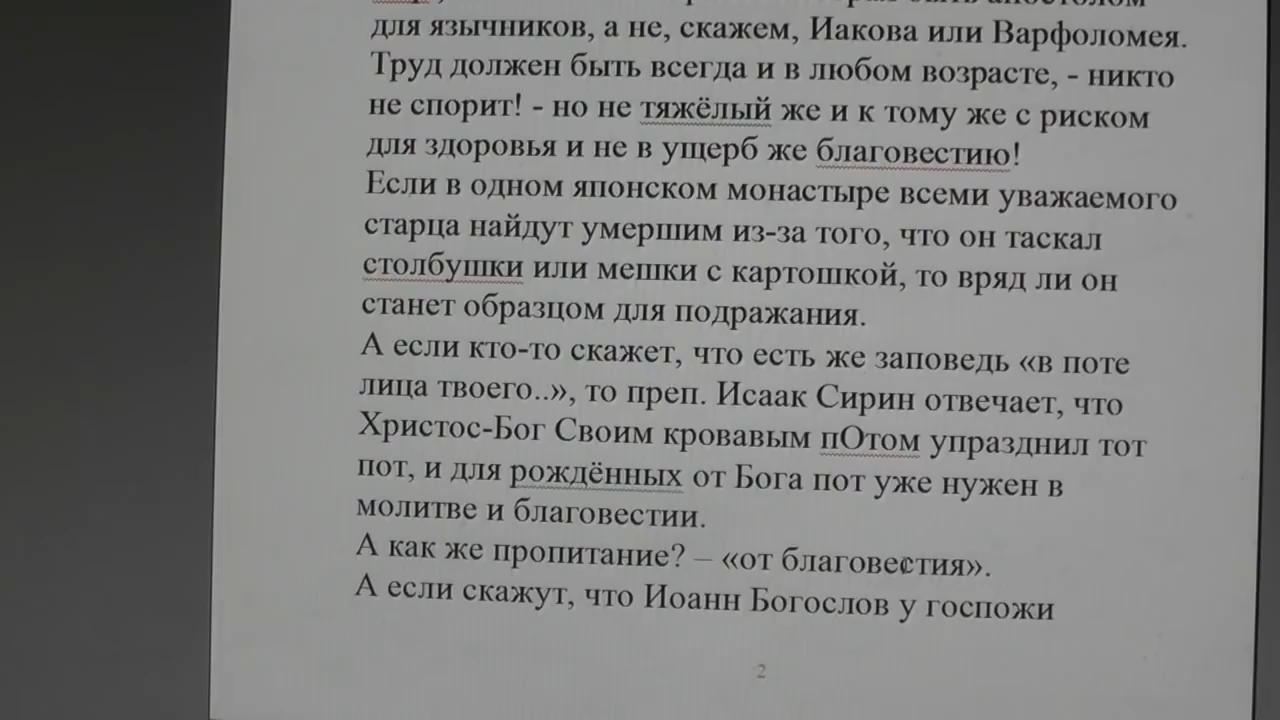 для язычников, а не, скажем, Иакова или Варфоломея.
Труд должен быть всегда и в любом возрасте, - никто
не спорит! - но не тяжёлый же и к тому же с риском
для здоровья и не в ущерб же благовестию!
Если в одном японском монастыре всеми уважаемого
старца найдут умершим из-за того, что он таскал
столбушки или мешки с картошкой, то вряд ли он
станет образцом для подражания.
А если кто-то скажет, что есть же заповедь «в поте
лица твоего..», то преп. Исаак Сирин отвечает, что
Христос-Бог Своим кровавым пОтом упразднил тот
пот, и для рождённых от Бога пот уже нужен в
молитве и благовестии.
А как же пропитание? – «от благовестия».
А если скажут, что Иоанн Богослов у госпожи
2